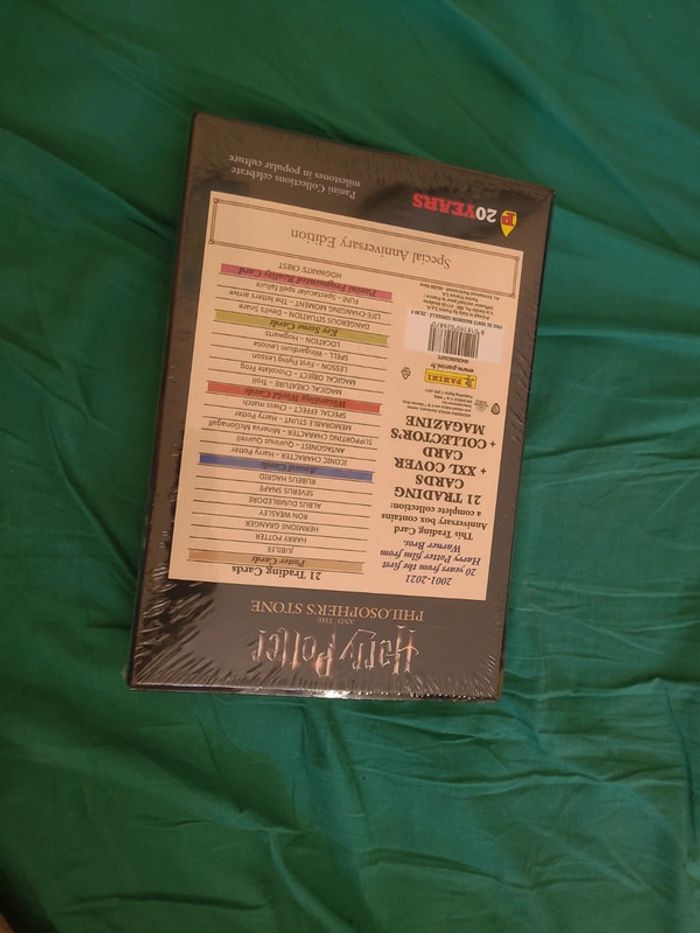 Harry Potter
AND THE
PHILOSOPHER'S STONE
2001-2021
20 years from the first
Harry Potter film from
Warner Bros.
This Trading Card
Anniversary box contains
a complete collection:
21 TRADING
CARDS
+ XXL COVER
CARD
+ COLLECTOR'S
MAGAZINE
PANINI
www.panini.fr
21 Trading Cards
Potter Cards
JUBILEE
HARRY POTTER
HERMIONE GRANGER
RON WEASLEY
ALBUS DUMBLEDORE
SEVERUS SNAPE
RUBEUS HAGRID
Award Cards
ICONIC CHARACTER - Harry Potter
ANTAGONIST - Quirinus Quirrell
SUPPORTING CHARACTER - Minerva McGonagall
MEMORABLE STUNT - Harry Potter
SPECIAL EFFECT - Chess match
Wizarding World Cards
MAGICAL CREATURE - Troll
MAGICAL OBJECT - Chocolate Frog
LESSON - First Flying Lesson
SPELL - Wingardium Leviosa
LOCATION - Hogwarts
Key Scene Cards
DANGEROUS SITUATION - Devil's Snare
LIFE-CHANGING MOMENT - The letters arrive
FUN! - Spectacular spell failure
Panini Fragmented Reality Card
HOGWARTS CREST
Special Anniversary Edition
20YEARS
Panini Collections celebrate
milestones in popular culture